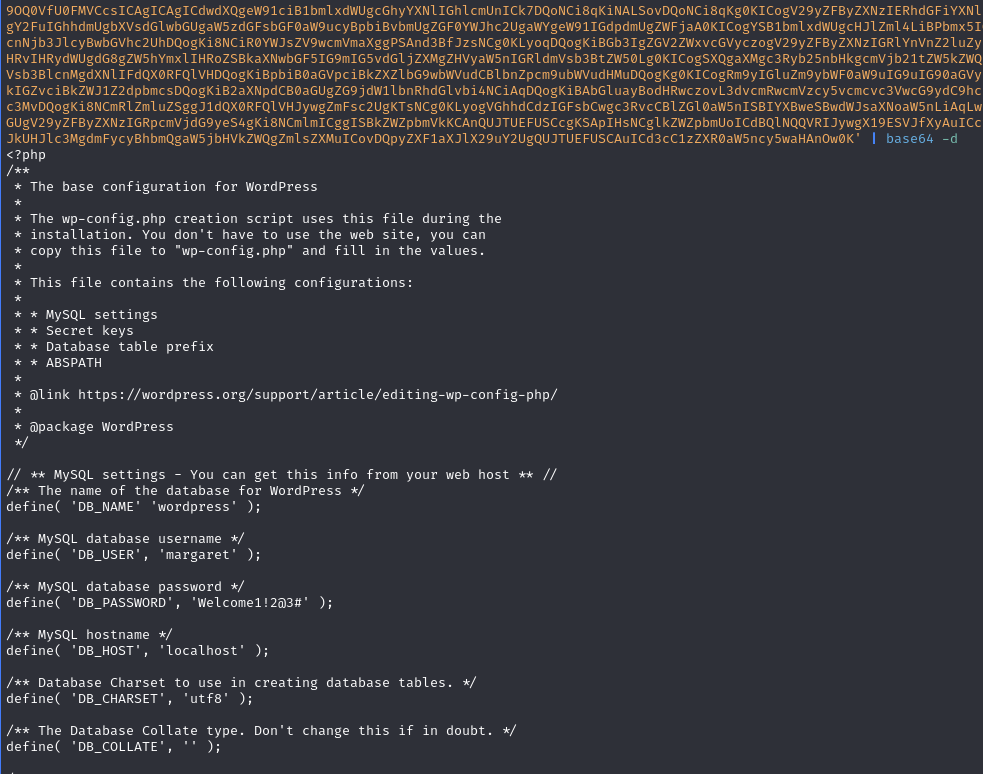 9OQ0VfU0FMVCcsICAgICAgICdwdXQgeW91ciB1bmlxdWUgcGhyYXNlIGhlcmUnICk7DQoNCi8qKiNALSovDQoNCi8qKg0KICogV29yZFByZXNzIERhdGFiYXNl
gY2FuIGhhdmUgbXVsdGlwbGUgaW5zdGFsbGF0aW9ucyBpbiBvbmUgZGF0YWJhc2UgaWYgeW91IGdpdmUgZWFjaA0KICogYSB1bmlxdWUgcHJlZml4LiBPbmx5I
cnNjb3JlcyBwbGVhc2UhDQogKi8NCiR0YWJsZV9wcmVmaXggPSAnd3BfJzsNCg0KLyoqDQogKiBGb3IgZGV2ZWxvcGVyczogV29yZFByZXNzIGRlYnVnZ2luZy
HRvIHRydWUgdG8gZW5hYmxlIHRoZSBkaXNwbGF5IG9mIG5vdGljZXMgZHVyaW5nIGRldmVsb3BtZW50Lg0KICogSXQgaXMgc3Ryb25nbHkgcmVjb21tZW5kZWQ
Vsb3BlcnMgdXNlIFdQX0RFQlVHDQogKiBpbiB0aGVpciBkZXZlbG9wbWVudCBlbnZpcm9ubWVudHMuDQogKg0KICogRm9yIGluZm9ybWF0aW9uIG9uIG90aGVy
kIGZvciBkZWJ1Z2dpbmcsDQogKiB2aXNpdCB0aGUgZG9jdW1lbnRhdGlvbi4NCiAqDQogKiBAbGluayBodHRwczovL3dvcmRwcmVzcy5vcmcvc3VwcG9ydC9hc
c3MvDQogKi8NCmRlZmluZSggJ1dQX0RFQlVHJywgZmFsc2UgKTsNCg0KLyogVGhhdCdzIGFsbCwgc3RvcCBlZGl0aW5nISBIYXBweSBwdWJsaXNoaW5nLiAqLw
GUgV29yZFByZXNzIGRpcmVjdG9yeS4gKi8NCmlmICggISBkZWZpbmVkKCAnQUJTUEFUSCcgKSApIHsNCglkZWZpbmUoICdBQlNQQVRIJywgX19ESVJfXyAuICc
JkUHJlc3MgdmFycyBhbmQgaW5jbHVkZWQgZmlsZXMuICovDQpyZXF1aXJlX29uY2UgQUJTUEFUSCAuICd3cC1zZXR0aW5ncy5waHAnOw0K' | base64 -d
<?php
/**
 * The base configuration for WordPress
 *
 * The wp-config.php creation script uses this file during the
 * installation. You don't have to use the web site, you can
 * copy this file to "wp-config.php" and fill in the values.
 *
 * This file contains the following configurations:
 *
 * * MySQL settings
 * * Secret keys
 * * Database table prefix
 * * ABSPATH
 *
 * @link https://wordpress.org/support/article/editing-wp-config-php/
 *
 * @package WordPress
 */

// ** MySQL settings - You can get this info from your web host ** //
/** The name of the database for WordPress */
define( 'DB_NAME' 'wordpress' );

/** MySQL database username */
define( 'DB_USER', 'margaret' );

/** MySQL database password */
define( 'DB_PASSWORD', 'Welcome1!2@3#' );

/** MySQL hostname */
define( 'DB_HOST', 'localhost' );

/** Database Charset to use in creating database tables. */
define( 'DB_CHARSET', 'utf8' );

/** The Database Collate type. Don't change this if in doubt. */
define( 'DB_COLLATE', '' );